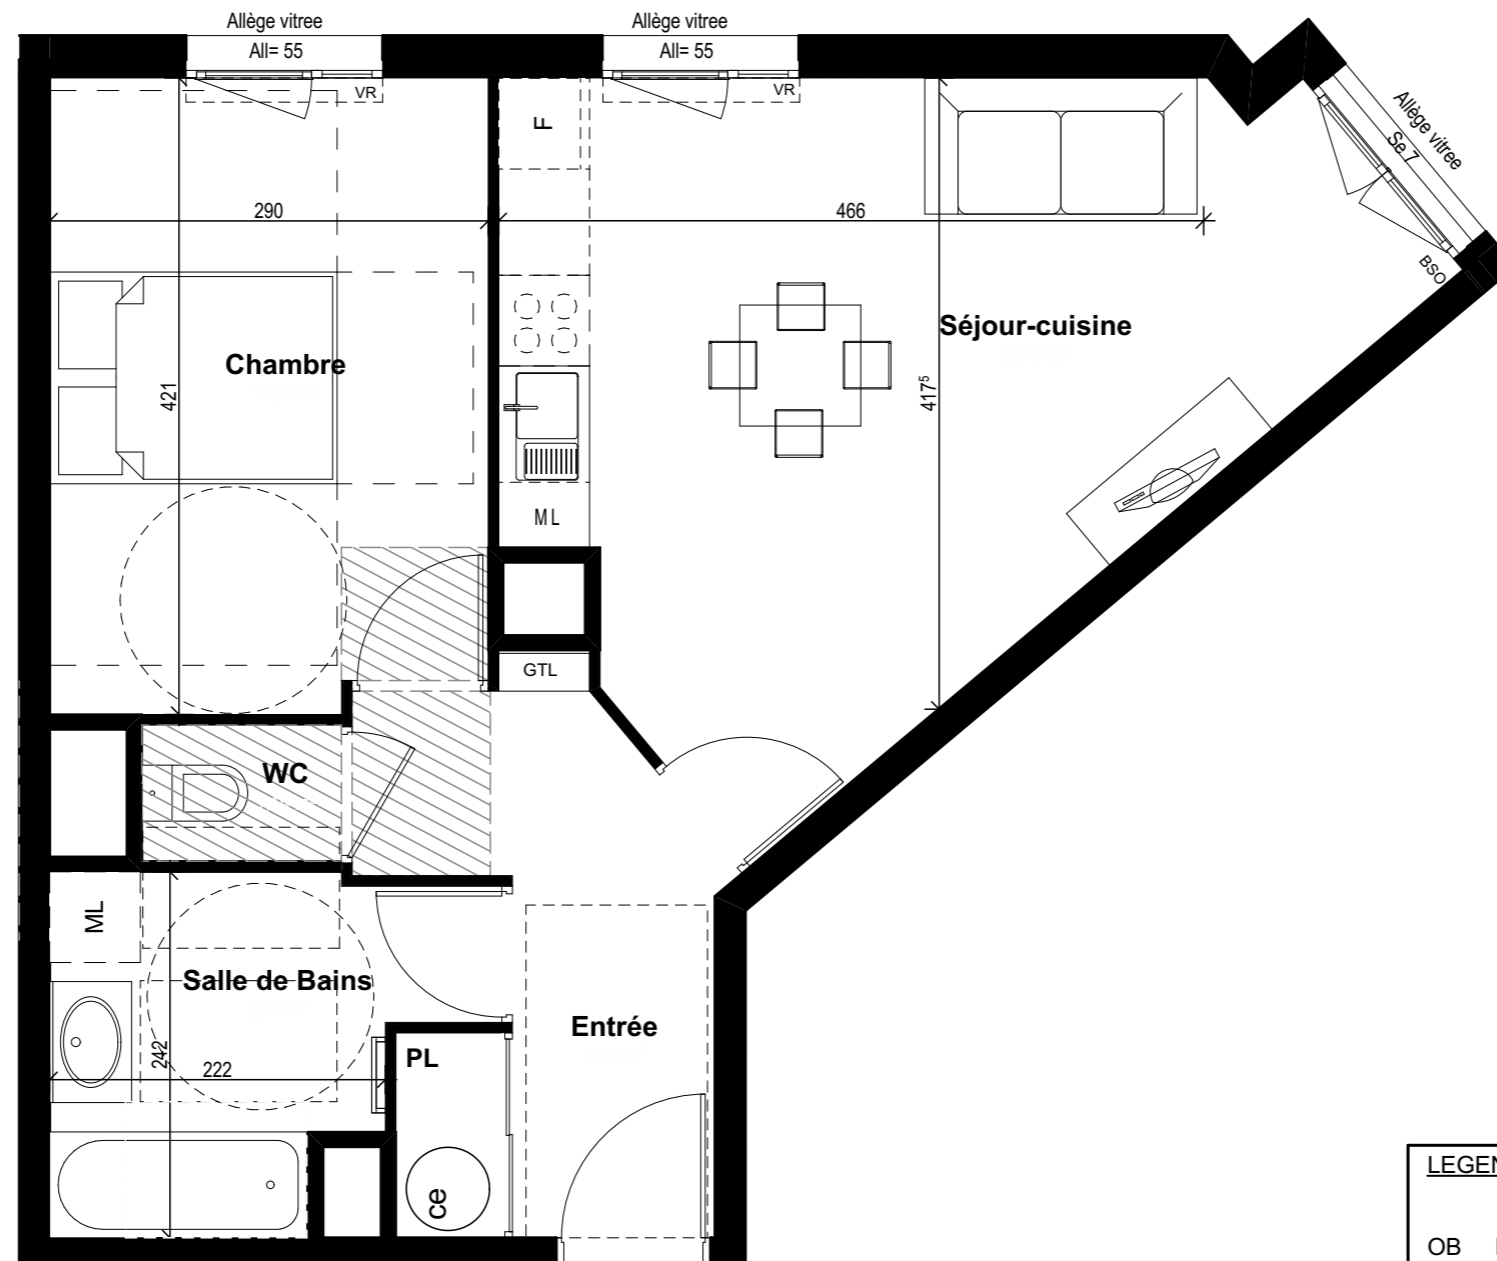 Allège vitree
All= 55
VR
Allège vitree
All= 55
VR
Allège vitree
Se 7
BSO
F
290
466
Séjour-cuisine
Chambre
421
417⁵
ML
GTL
WC
ML
Salle de Bains
Entrée
242
222
PL
ce
LEGEN
OB